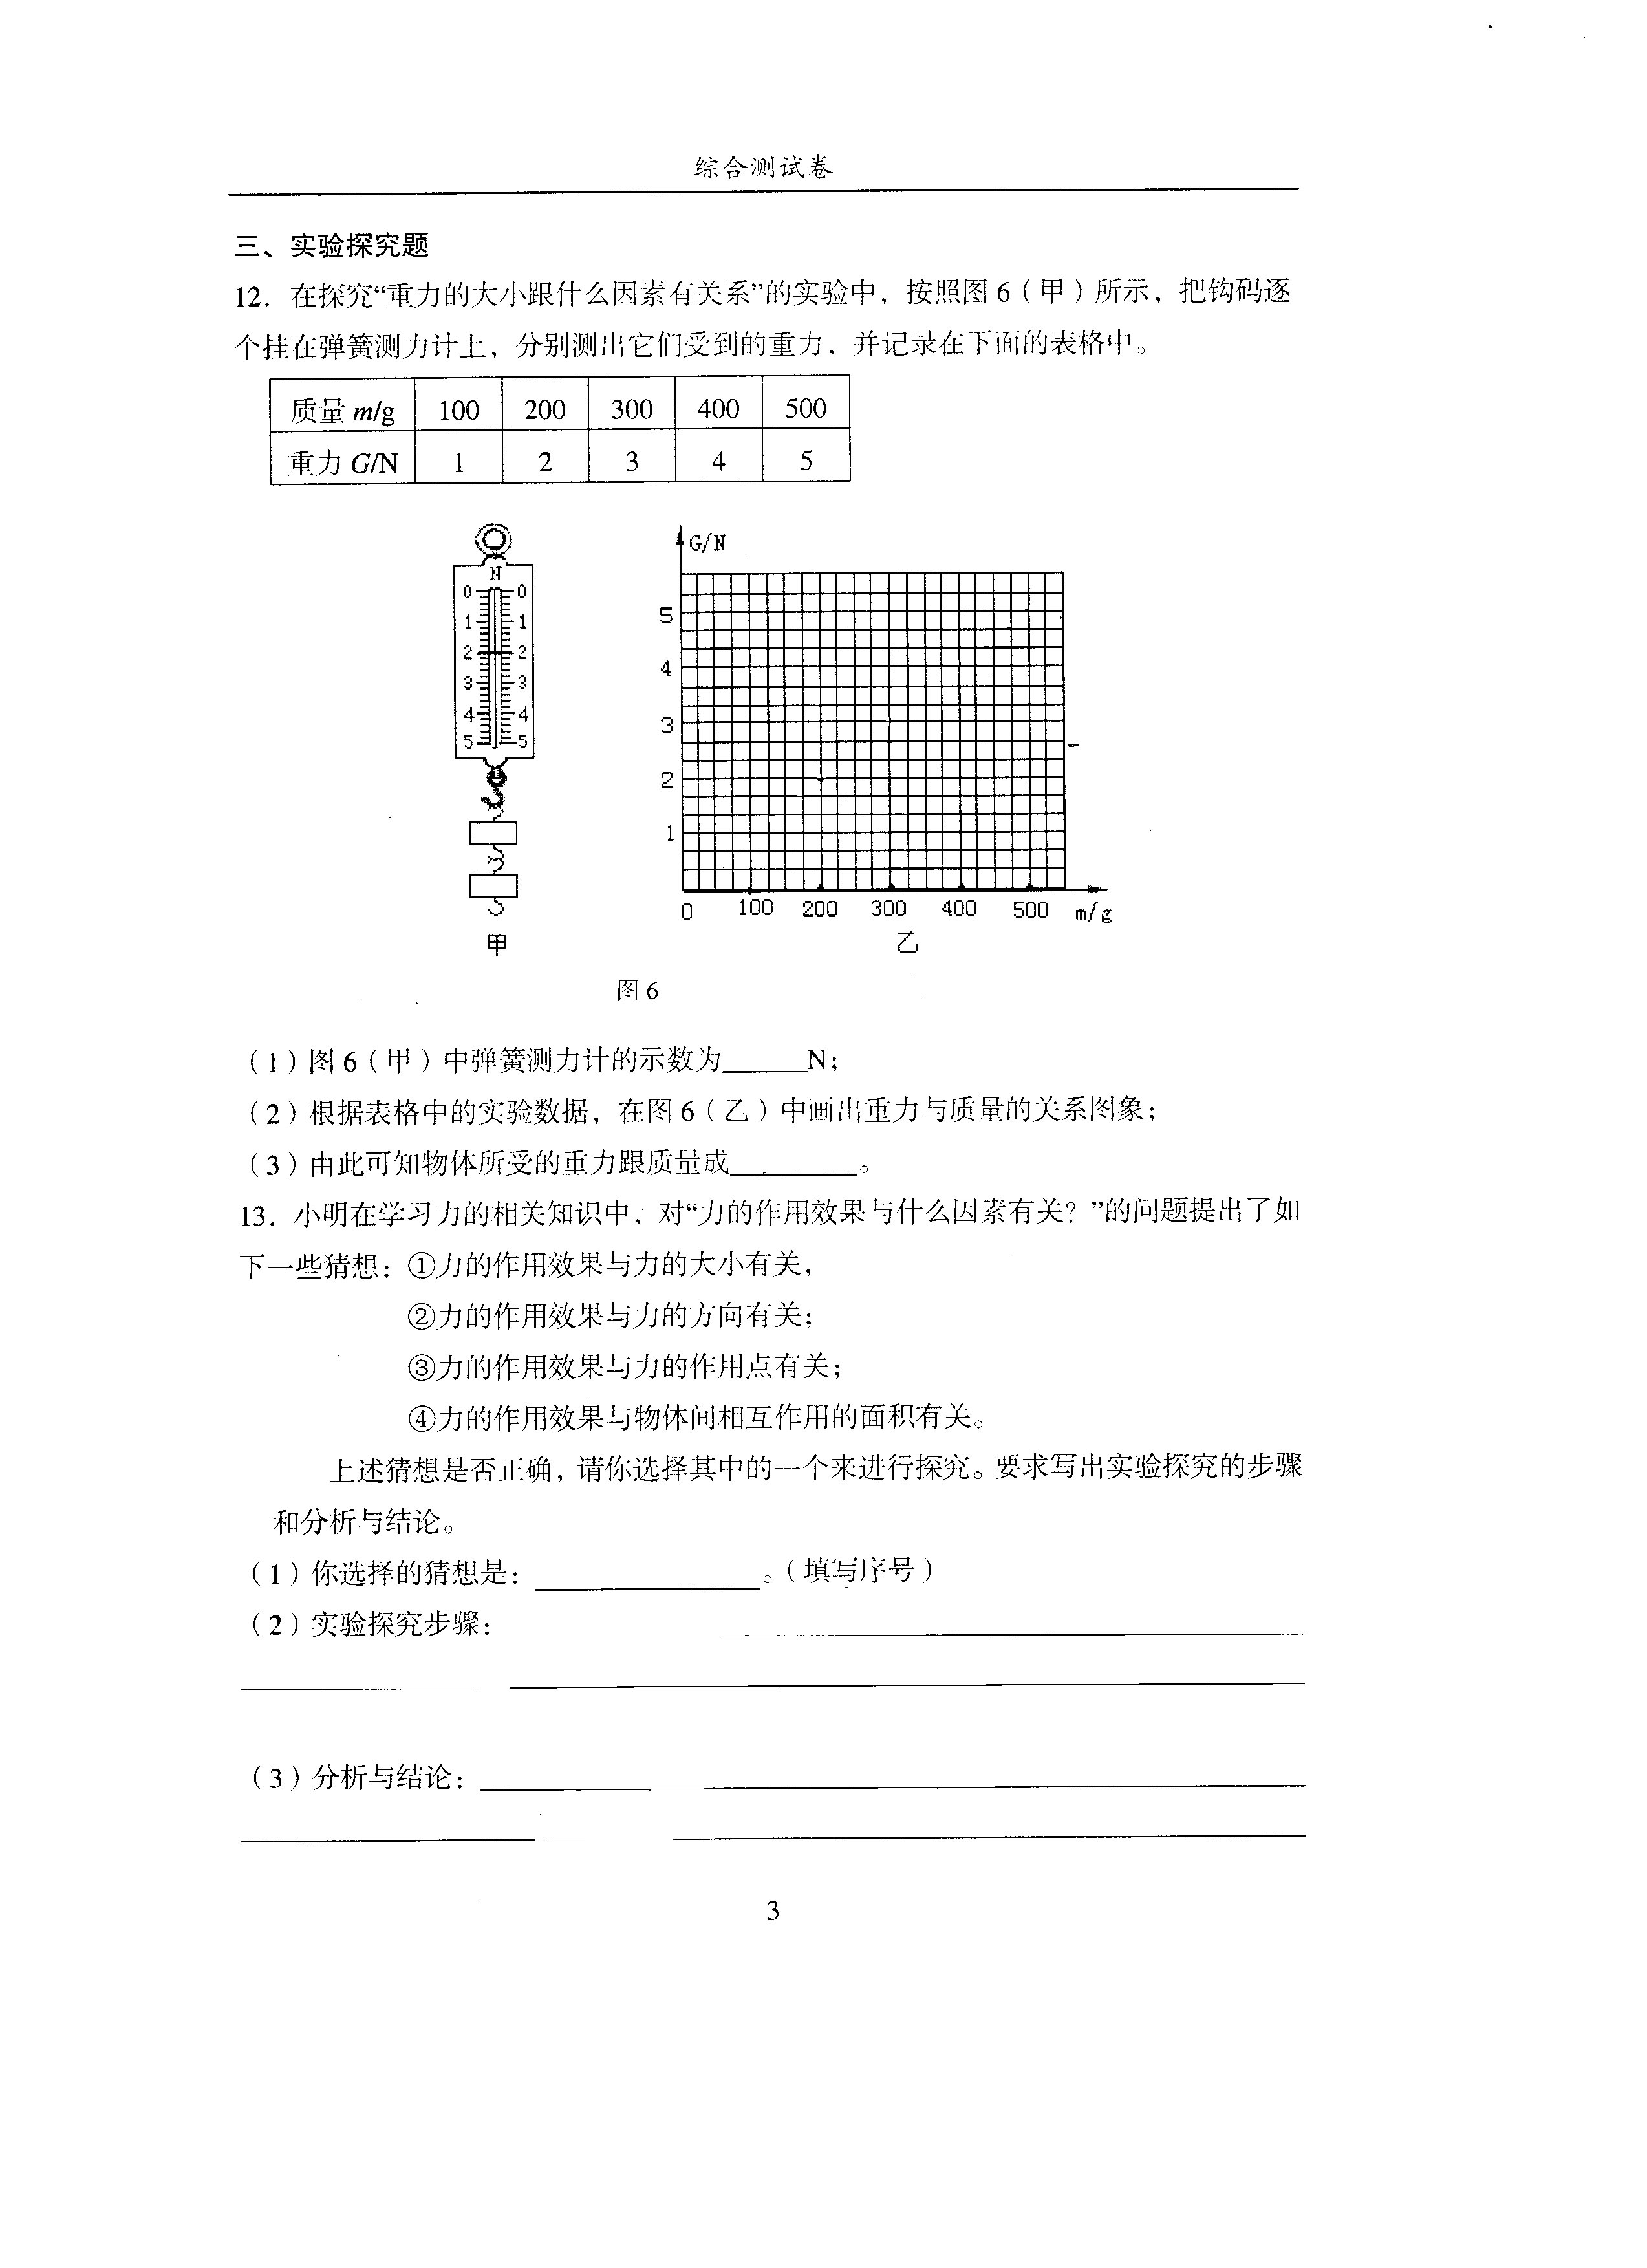 综合测试卷
三、实验探究题
12. 在探究“重力的大小跟什么因素有关系”的实验中，按照图 6（甲）所示，把钩码逐
个挂在弹簧测力计上，分别测出它们受到的重力，并记录在下面的表格中。
质量 m/g 100 200 300 400 500
重力 G/N 1 2 3 4 5
N
0 0
1 1
2 2
3 3
4 4
5 5
甲
G/N
5
4
3
2
1
0 100 200 300 400 500 m/g
乙
图 6
（1）图 6（甲）中弹簧测力计的示数为______N；
（2）根据表格中的实验数据，在图 6（乙）中画出重力与质量的关系图象；
（3）由此可知物体所受的重力跟质量成_________。
13. 小明在学习力的相关知识中，对“力的作用效果与什么因素有关？”的问题提出了如
下一些猜想：①力的作用效果与力的大小有关，
②力的作用效果与力的方向有关；
③力的作用效果与力的作用点有关；
④力的作用效果与物体间相互作用的面积有关。
上述猜想是否正确，请你选择其中的一个来进行探究。要求写出实验探究的步骤
和分析与结论。
（1）你选择的猜想是：________________。（填写序号）
（2）实验探究步骤：
（3）分析与结论：
3